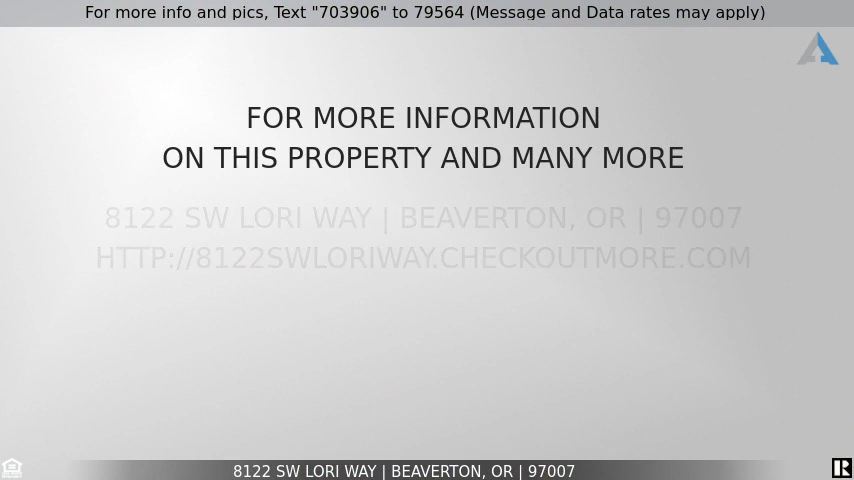 For more info and pics, Text "703906" to 79564 (Message and Data rates may apply)
FOR MORE INFORMATION
ON THIS PROPERTY AND MANY MORE
8122 SW LORI WAY | BEAVERTON, OR | 97007
HTTP://8122SWLORIWAY.CHECKOUTMORE.COM
8122 SW LORI WAY | BEAVERTON, OR | 97007